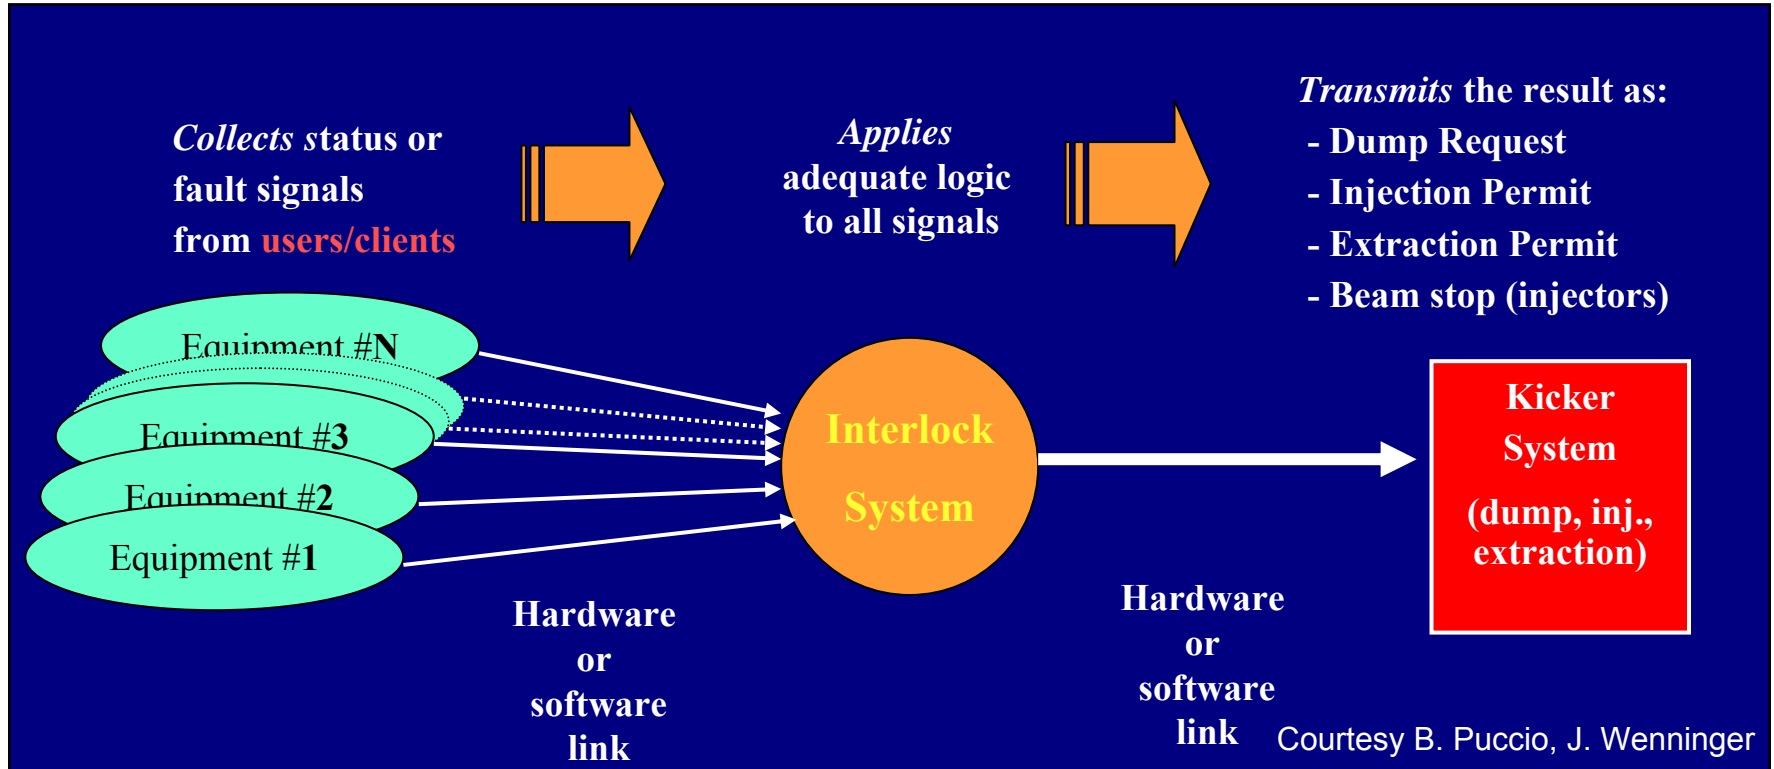 Collects status or
fault signals
from users/clients
Applies
adequate logic
to all signals
Transmits the result as:
- Dump Request
- Injection Permit
- Extraction Permit
- Beam stop (injectors)
Equipment #N
Equipment #3
Equipment #2
Equipment #1
Interlock
System
Kicker
System
(dump, inj.,
extraction)
Hardware
or
software
link
Hardware
or
software
link
Courtesy B. Puccio, J. Wenninger